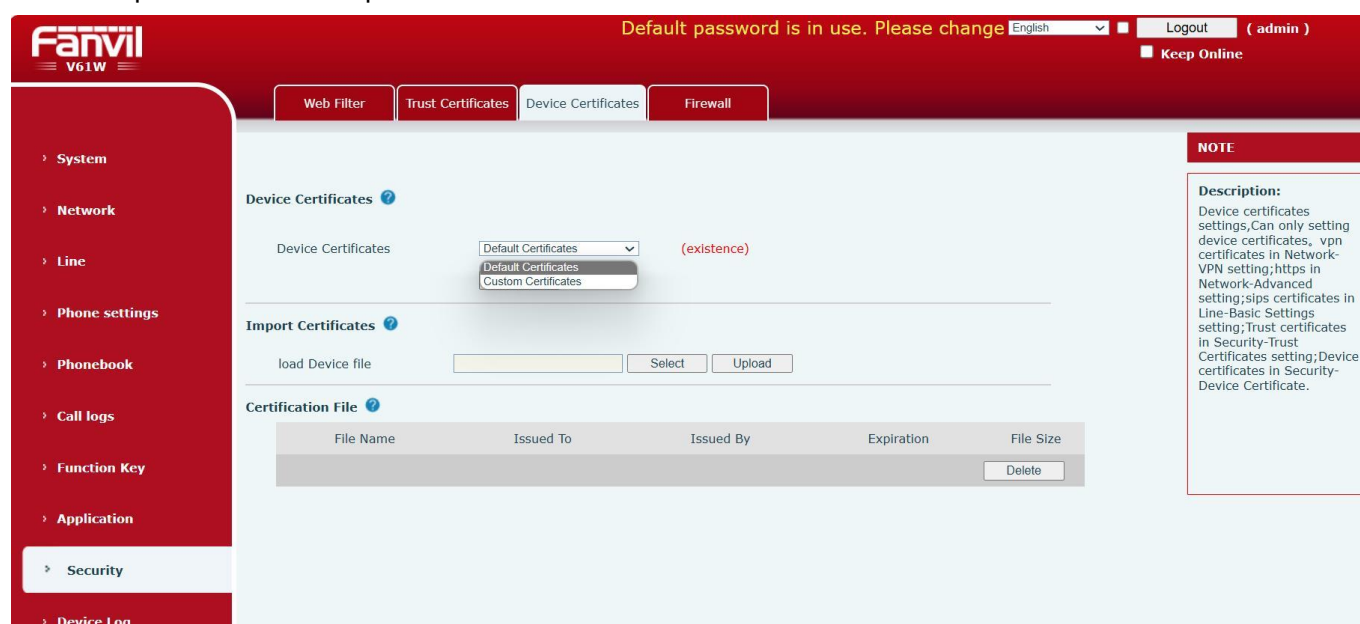 Fanvil
V61W
Default password is in use. Please change
English
Logout
( admin )
Keep Online
Web Filter
Trust Certificates
Device Certificates
Firewall
System
Network
Line
Phone settings
Phonebook
Call logs
Function Key
Application
Security
Device Log
Device Certificates
Device Certificates
Default Certificates
(existence)
Default Certificates
Custom Certificates
Import Certificates
load Device file
Select
Upload
Certification File
File Name Issued To Issued By Expiration File Size
Delete
NOTE
Description:
Device certificates
settings,Can only setting
device certificates。vpn
certificates in Network-
VPN setting;https in
Network-Advanced
setting;sips certificates in
Line-Basic Settings
setting;Trust certificates
in Security-Trust
Certificates setting;Device
certificates in Security-
Device Certificate.